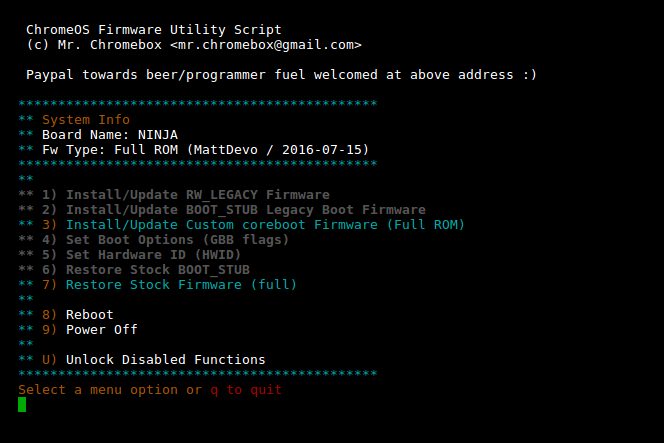 ChromeOS Firmware Utility Script
(c) Mr. Chromebox <mr.chromebox@gmail.com>
Paypal towards beer/programmer fuel welcomed at above address :)
*********************************************
** System Info
** Board Name: NINJA
** Fw Type: Full ROM (MattDevo / 2016-07-15)
*********************************************
**
** 1) Install/Update RW_LEGACY Firmware
** 2) Install/Update BOOT_STUB Legacy Boot Firmware
** 3) Install/Update Custom coreboot Firmware (Full ROM)
** 4) Set Boot Options (GBB flags)
** 5) Set Hardware ID (HWID)
** 6) Restore Stock BOOT_STUB
** 7) Restore Stock Firmware (full)
**
** 8) Reboot
** 9) Power Off
**
** U) Unlock Disabled Functions
*********************************************
Select a menu option or q to quit